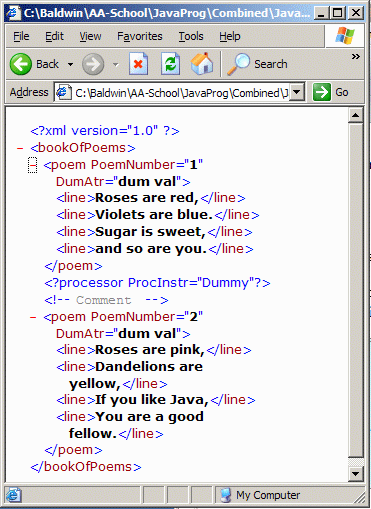 C:\Baldwin\AA-School\JavaProg\Combined\Java...
File Edit View Favorites Tools Help
Back Search
Address C:\Baldwin\AA-School\JavaProg\Combined\J Go
<?xml version="1.0" ?>
- <bookOfPoems>
- <poem PoemNumber="1"
DumAtr="dum val">
<line>Roses are red,</line>
<line>Violets are blue.</line>
<line>Sugar is sweet,</line>
<line>and so are you.</line>
</poem>
<?processor ProcInstr="Dummy"?>
<!-- Comment -->
- <poem PoemNumber="2"
DumAtr="dum val">
<line>Roses are pink,</line>
<line>Dandelions are
yellow,</line>
<line>If you like Java,</line>
<line>You are a good
fellow.</line>
</poem>
</bookOfPoems>
My Computer